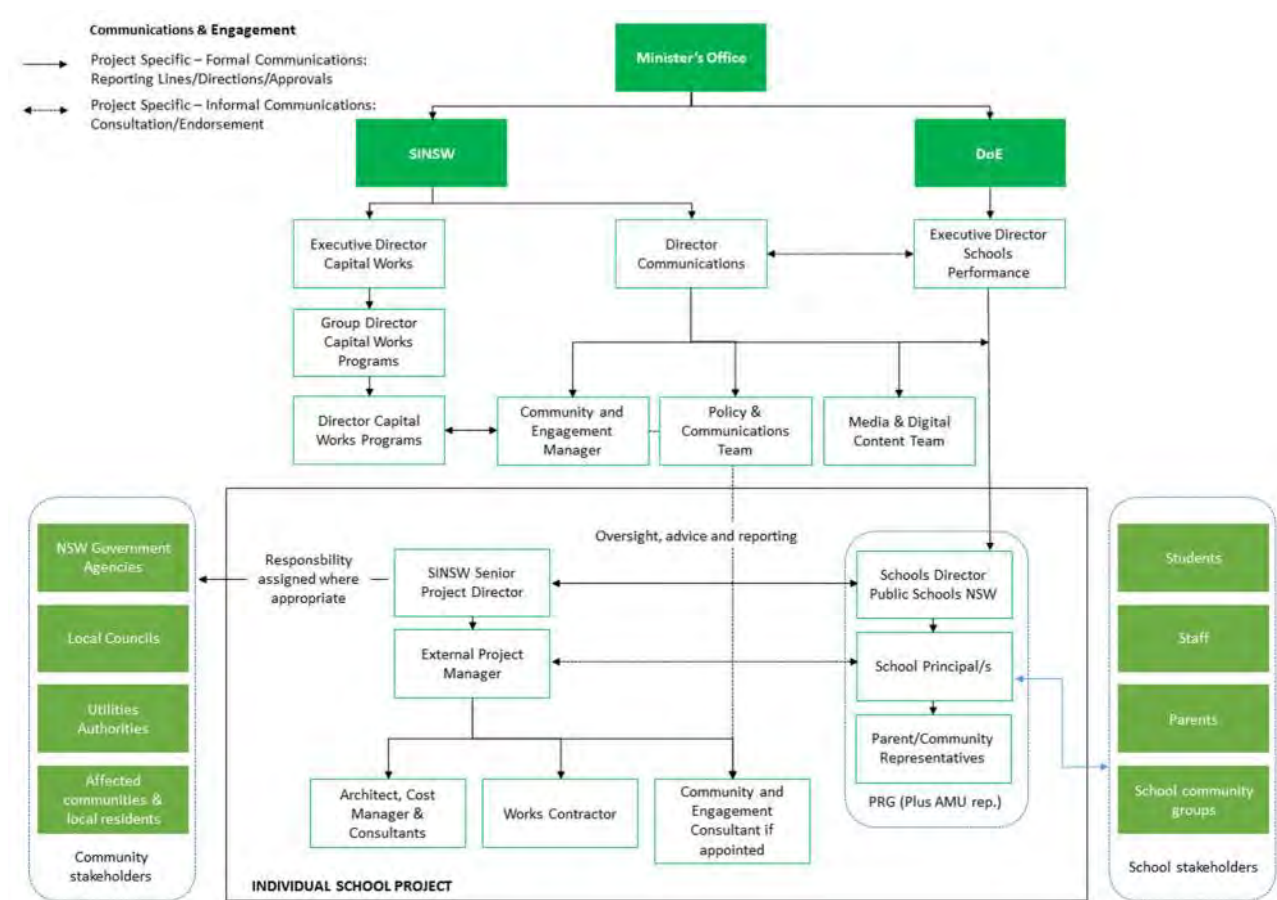 Communications & Engagement
Project Specific – Formal Communications:
Reporting Lines/Directions/Approvals
Project Specific – Informal Communications:
Consultation/Endorsement
Minister's Office
SINSW
DoE
Executive Director
Capital Works
Director
Communications
Executive Director
Schools
Performance
Group Director
Capital Works
Programs
Director Capital
Works Programs
Community and
Engagement
Manager
Policy &
Communications
Team
Media & Digital
Content Team
NSW Government
Agencies
Local Councils
Utilities
Authorities
Affected
communities &
local residents
Community
stakeholders
Responsbility
assigned where
appropriate
Oversight, advice and reporting
SINSW Senior
Project Director
External Project
Manager
Architect, Cost
Manager &
Consultants
Works Contractor
Community and
Engagement
Consultant if
appointed
Schools Director
Public Schools NSW
School Principal/s
Parent/Community
Representatives
PRG (Plus AMU rep.)
INDIVIDUAL SCHOOL PROJECT
Students
Staff
Parents
School community
groups
School stakeholders